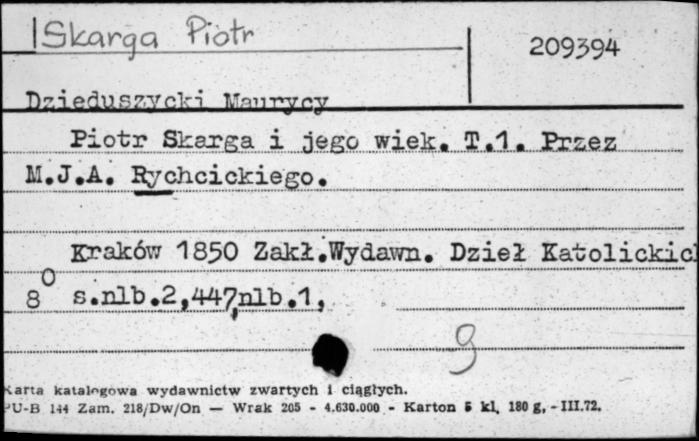 Skarga Piotr
209394
Dzieduszycki Maurycy
Piotr Skarga i jego wiek. T.1. Przez
M.J.A. Rychcickiego.
Kraków 1850 Zakł.Wydawn. Dzieł Katolickic
8⁰ s.nlb.2,447,nlb.1,
g
Karta katalogowa wydawnictw zwartych i ciągłych.
PU-B 144 Zam. 218/Dw/On — Wrak 205 - 4.630.000 - Karton 5 kl. 180 g, - III.72.